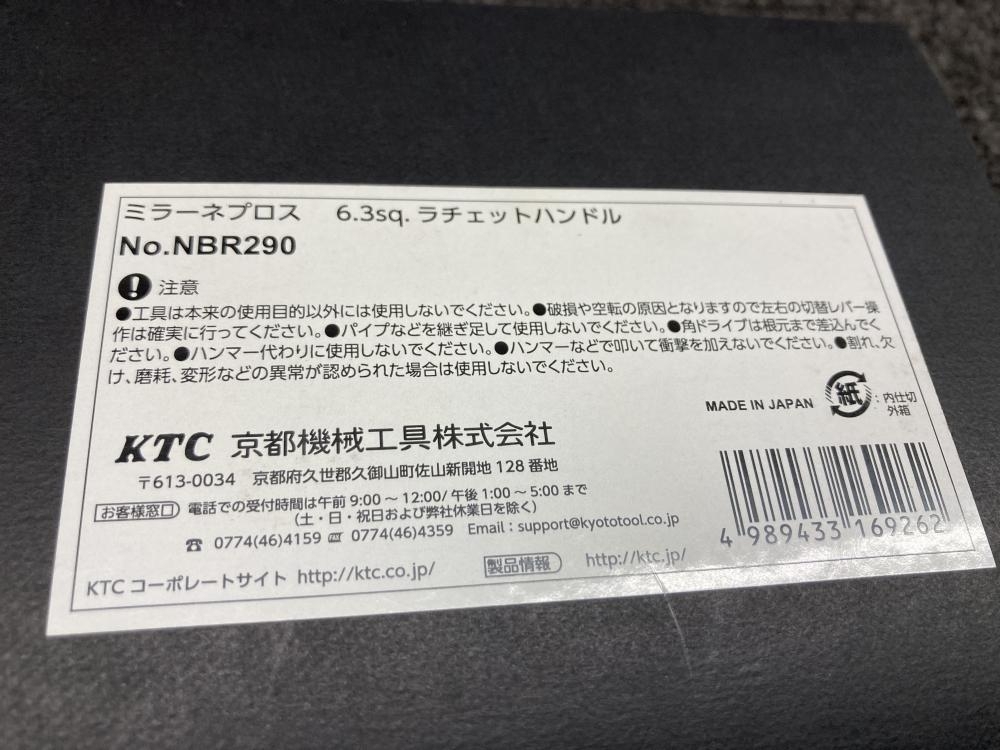 ミラーネプロス 6.3sq. ラチェットハンドル
No.NBR290
注意
●工具は本来の使用目的以外には使用しないでください。●破損や空転の原因となりますので左右の切替レバー操
作は確実に行ってください。●パイプなどを継ぎ足して使用しないでください。●角ドライブは根元まで差込んでく
ださい。●ハンマー代わりに使用しないでください。●ハンマーなどで叩いて衝撃を加えないでください。●割れ、欠
け、磨耗、変形などの異常が認められた場合は使用しないでください。
MADE IN JAPAN 紙 : 内仕切
外箱
KTC 京都機械工具株式会社
〒613-0034 京都府久世郡久御山町佐山新開地 128 番地
お客様窓口 電話での受付時間は午前 9:00 ～ 12:00/ 午後 1:00 ～ 5:00 まで
(土・日・祝日および弊社休業日を除く)
☎ 0774(46)4159 FAX 0774(46)4359 Email : support@kyototool.co.jp
KTC コーポレートサイト http://ktc.co.jp/ 製品情報 http://ktc.jp/
4 989433 169262